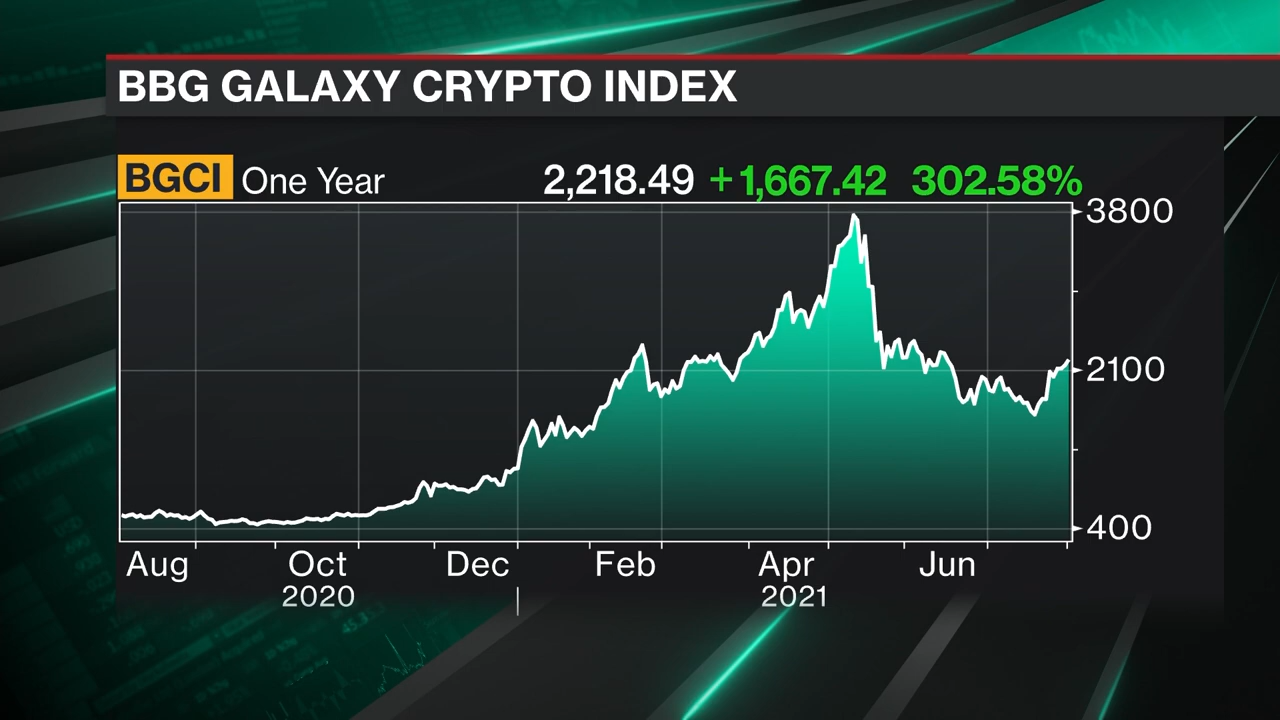 BBG GALAXY CRYPTO INDEX
BGCI One Year 2,218.49 +1,667.42 302.58%
3800
2100
400
Aug Oct Dec Feb Apr Jun
2020 2021